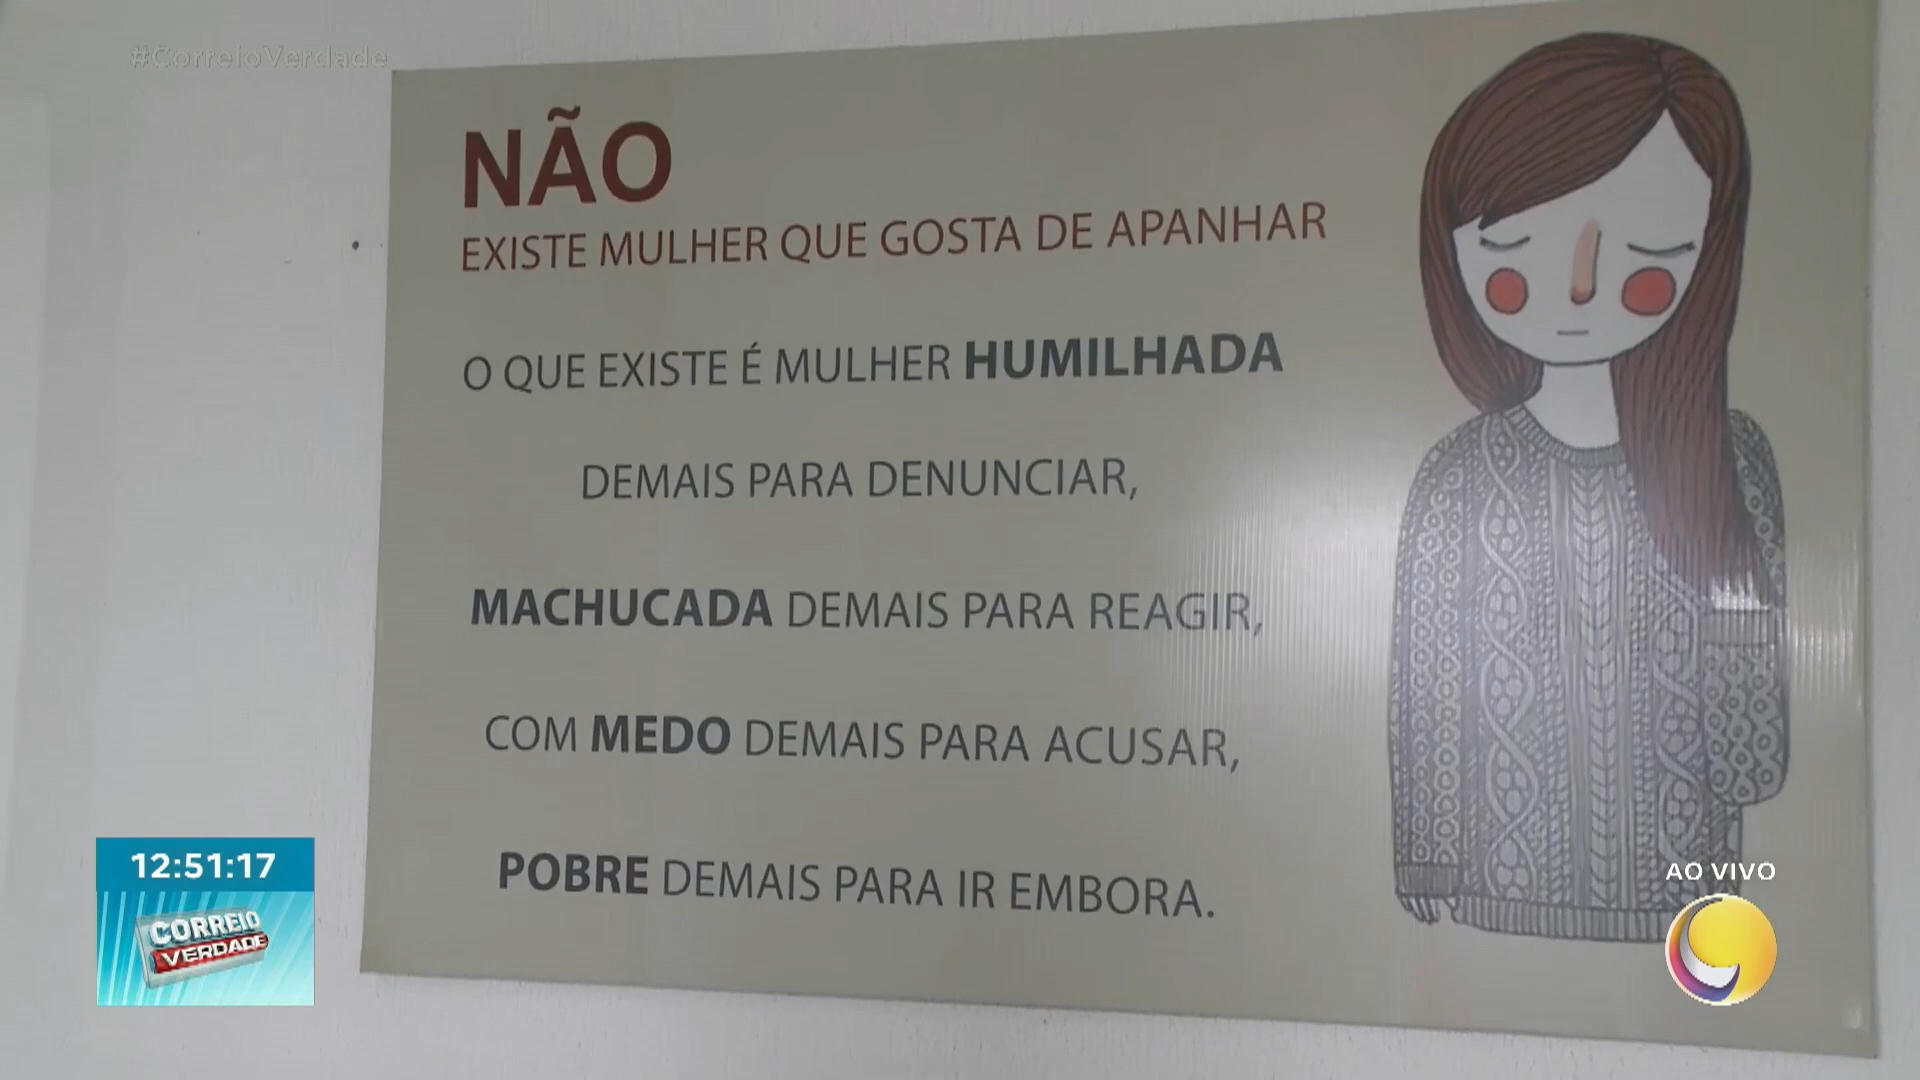 #CorreioVerdade
NÃO
EXISTE MULHER QUE GOSTA DE APANHAR
O QUE EXISTE É MULHER HUMILHADA
DEMAIS PARA DENUNCIAR,
MACHUCADA DEMAIS PARA REAGIR,
COM MEDO DEMAIS PARA ACUSAR,
POBRE DEMAIS PARA IR EMBORA.
12:51:17
CORREIO
VERDADE
AO VIVO